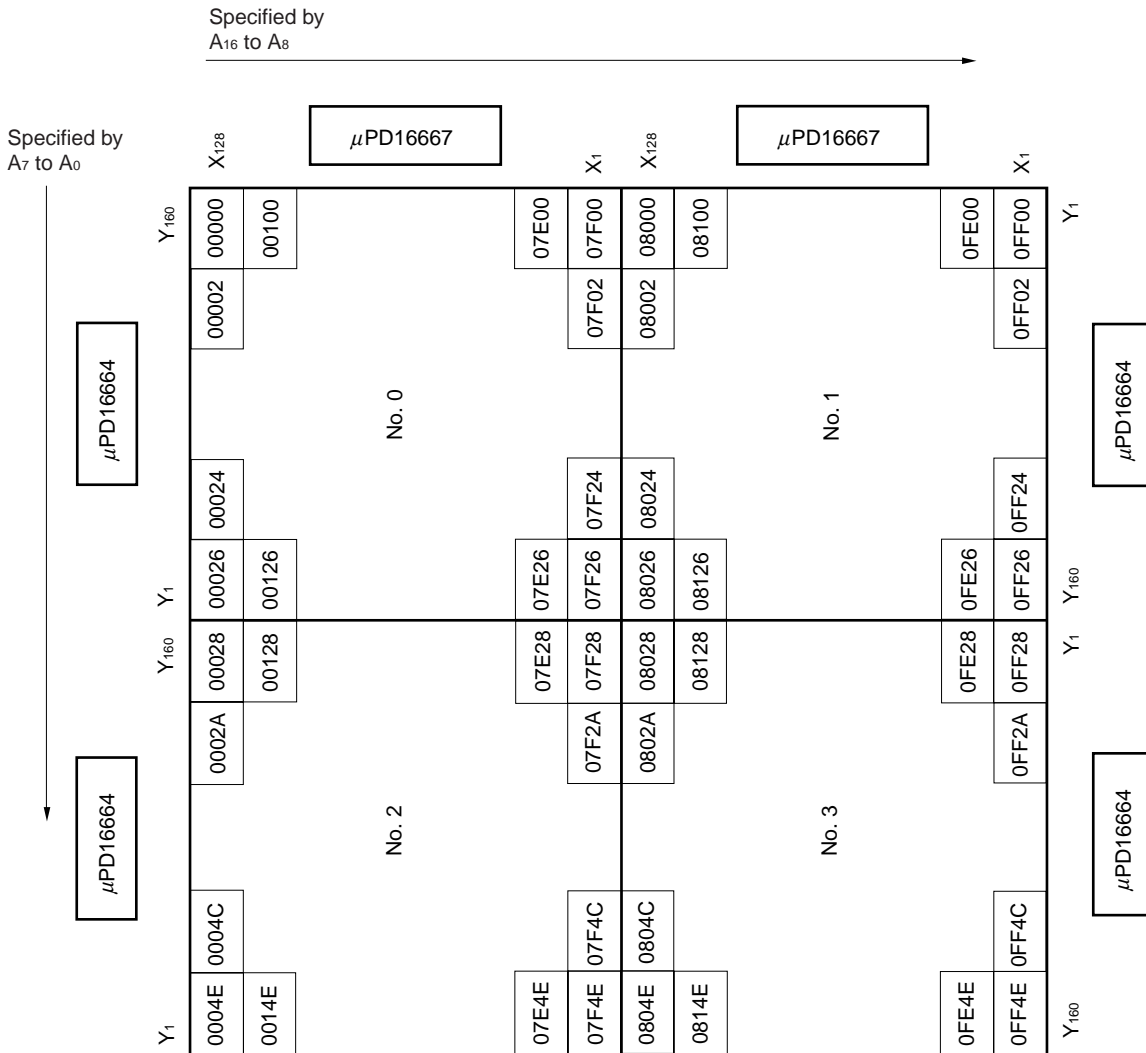 Specified by
A16 to A8
Specified by
A7 to A0
μPD16667
μPD16667
X128
X1
X128
X1
Y160
00000
00100
07E00
07F00
08000
08100
0FE00
0FF00
Y1
00002
07F02
08002
0FF02
μPD16664
No. 0
No. 1
μPD16664
00024
07F24
08024
0FF24
Y1
00026
00126
07E26
07F26
08026
08126
0FE26
0FF26
Y160
Y160
00028
00128
07E28
07F28
08028
08128
0FE28
0FF28
Y1
0002A
07F2A
0802A
0FF2A
μPD16664
No. 2
No. 3
μPD16664
0004C
07F4C
0804C
0FF4C
Y1
0004E
0014E
07E4E
07F4E
0804E
0814E
0FE4E
0FF4E
Y160